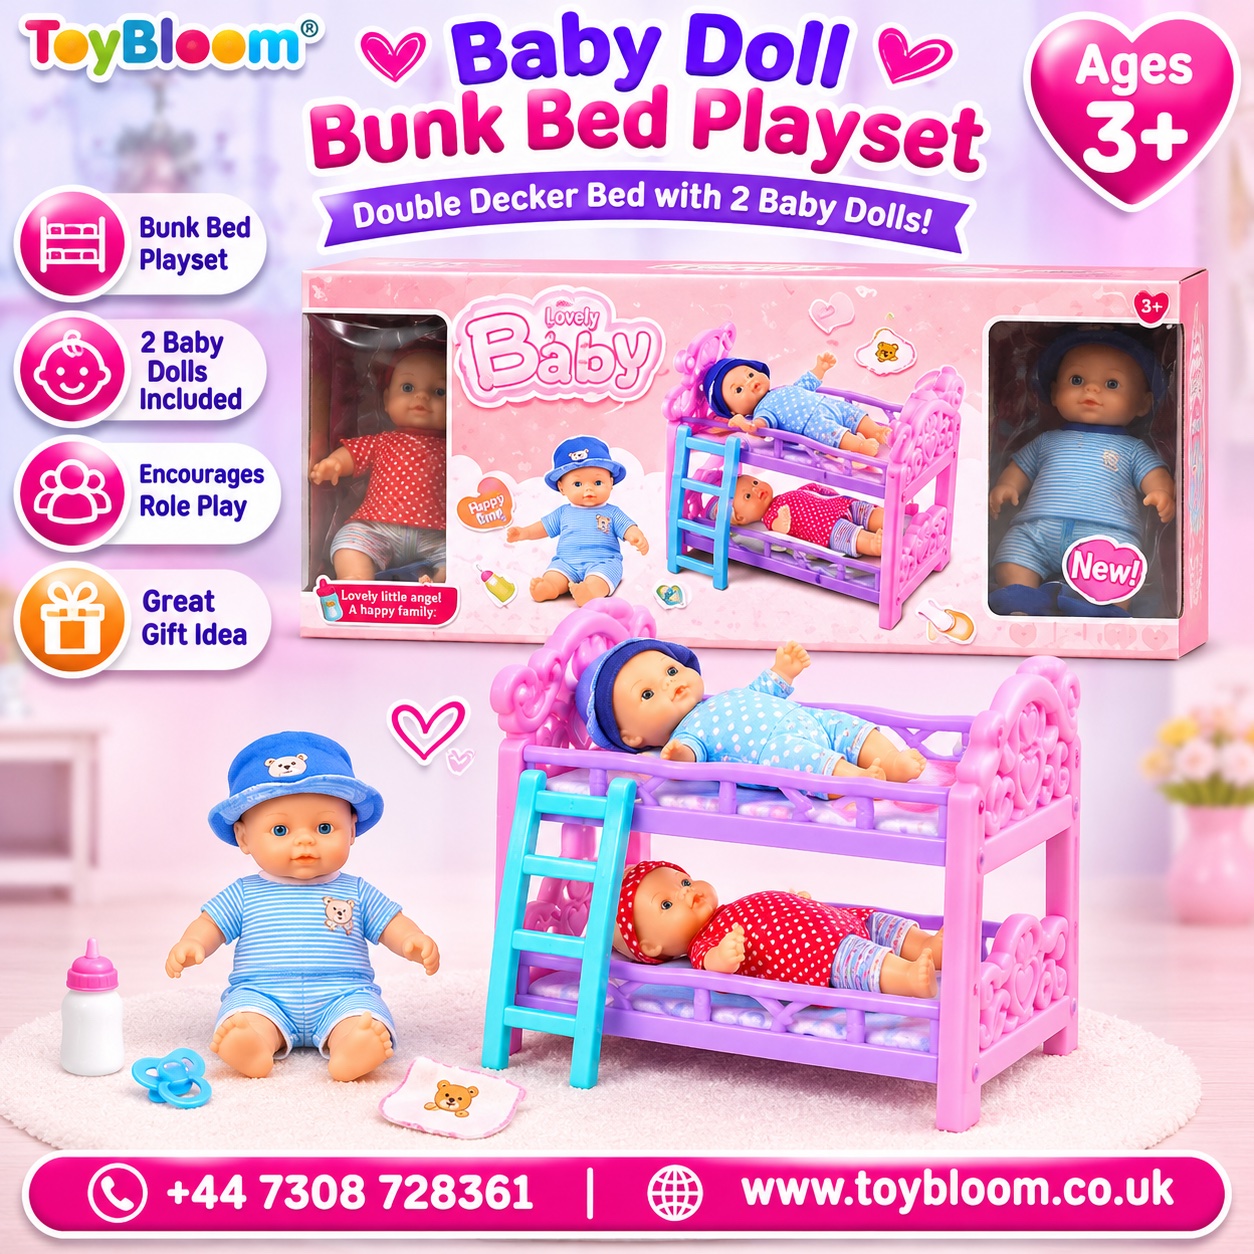 ToyBloom®
Baby Doll
Bunk Bed Playset
Double Decker Bed with 2 Baby Dolls!
Ages
3+
Bunk Bed
Playset
2 Baby
Dolls
Included
Encourages
Role Play
Great
Gift Idea
Lovely
Baby
3+
New!
Lovely little angel
A happy family:
+44 7308 728361
www.toybloom.co.uk